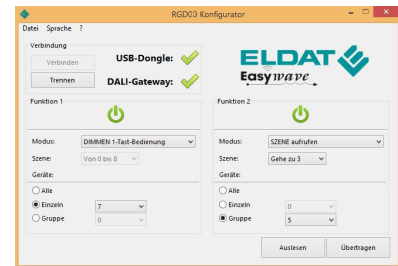 RGD03 Konfigurator
Datei Sprache ?
Verbindung
Verbinden
USB-Dongle:
Trennen
DALI-Gateway:
ELDAT
Easywave
Funktion 1
Modus: DIMMEN 1-Tast-Bedienung
Szene: Von 0 bis 8
Geräte:
Alle
Einzeln 7
Gruppe 0
Funktion 2
Modus: SZENE aufrufen
Szene: Gehe zu 3
Geräte:
Alle
Einzeln 0
Gruppe 5
Auslesen Übertragen